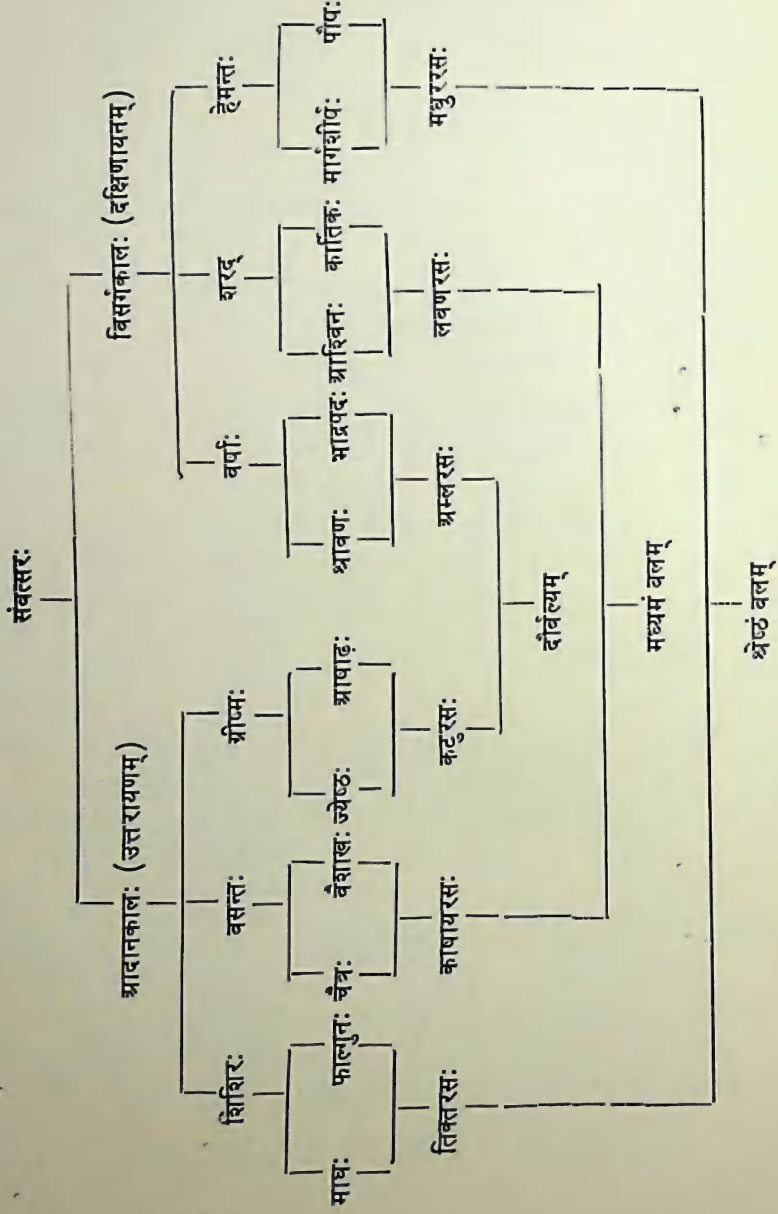 संवत्सरः
आदानकालः (उत्तरायणम्) विसर्गकालः (दक्षिणायनम्)
शिशिरः वसन्तः ग्रीष्मः वर्षाः शरद् हेमन्तः
माघः फाल्गुनः चैत्रः वैशाखः ज्येष्ठः आषाढ़ः श्रावणः भाद्रपदः आश्विनः कार्तिकः मार्गशीर्षः पौषः
तिक्तरसः काषायरसः कटुरसः अम्लरसः लवणरसः मधुररसः
दौर्बल्यम्
मध्यमं बलम्
श्रेष्ठं बलम्